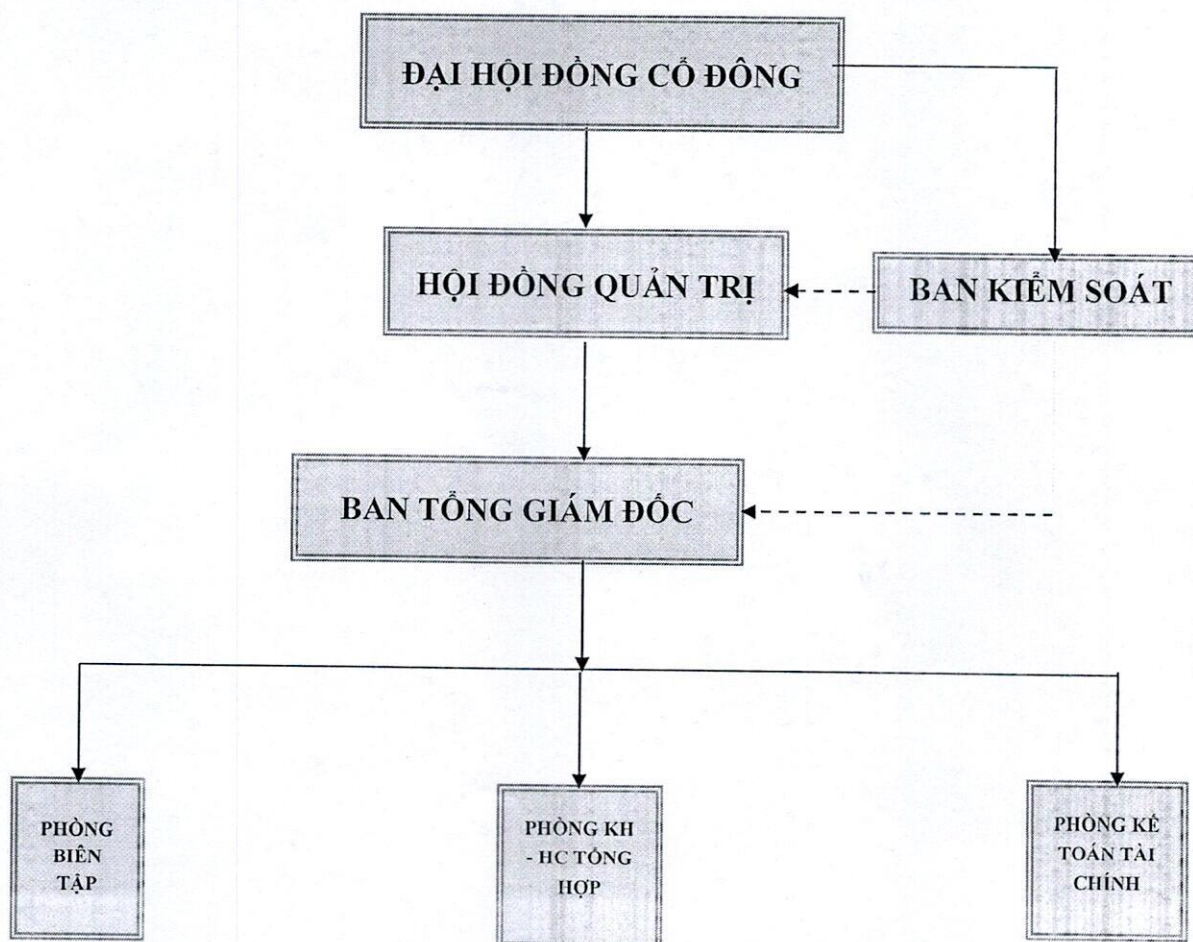 ĐẠI HỘI ĐỒNG CỔ ĐÔNG
HỘI ĐỒNG QUẢN TRỊ
BAN KIỂM SOÁT
BAN TỔNG GIÁM ĐỐC
PHÒNG
BIÊN
TẬP
PHÒNG KH
- HC TỔNG
HỢP
PHÒNG KẾ
TOÁN TÀI
CHÍNH